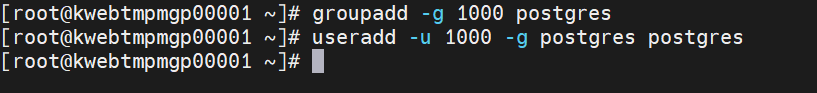 [root@kwebtmpmgp00001 ~]# groupadd -g 1000 postgres
[root@kwebtmpmgp00001 ~]# useradd -u 1000 -g postgres postgres
[root@kwebtmpmgp00001 ~]#